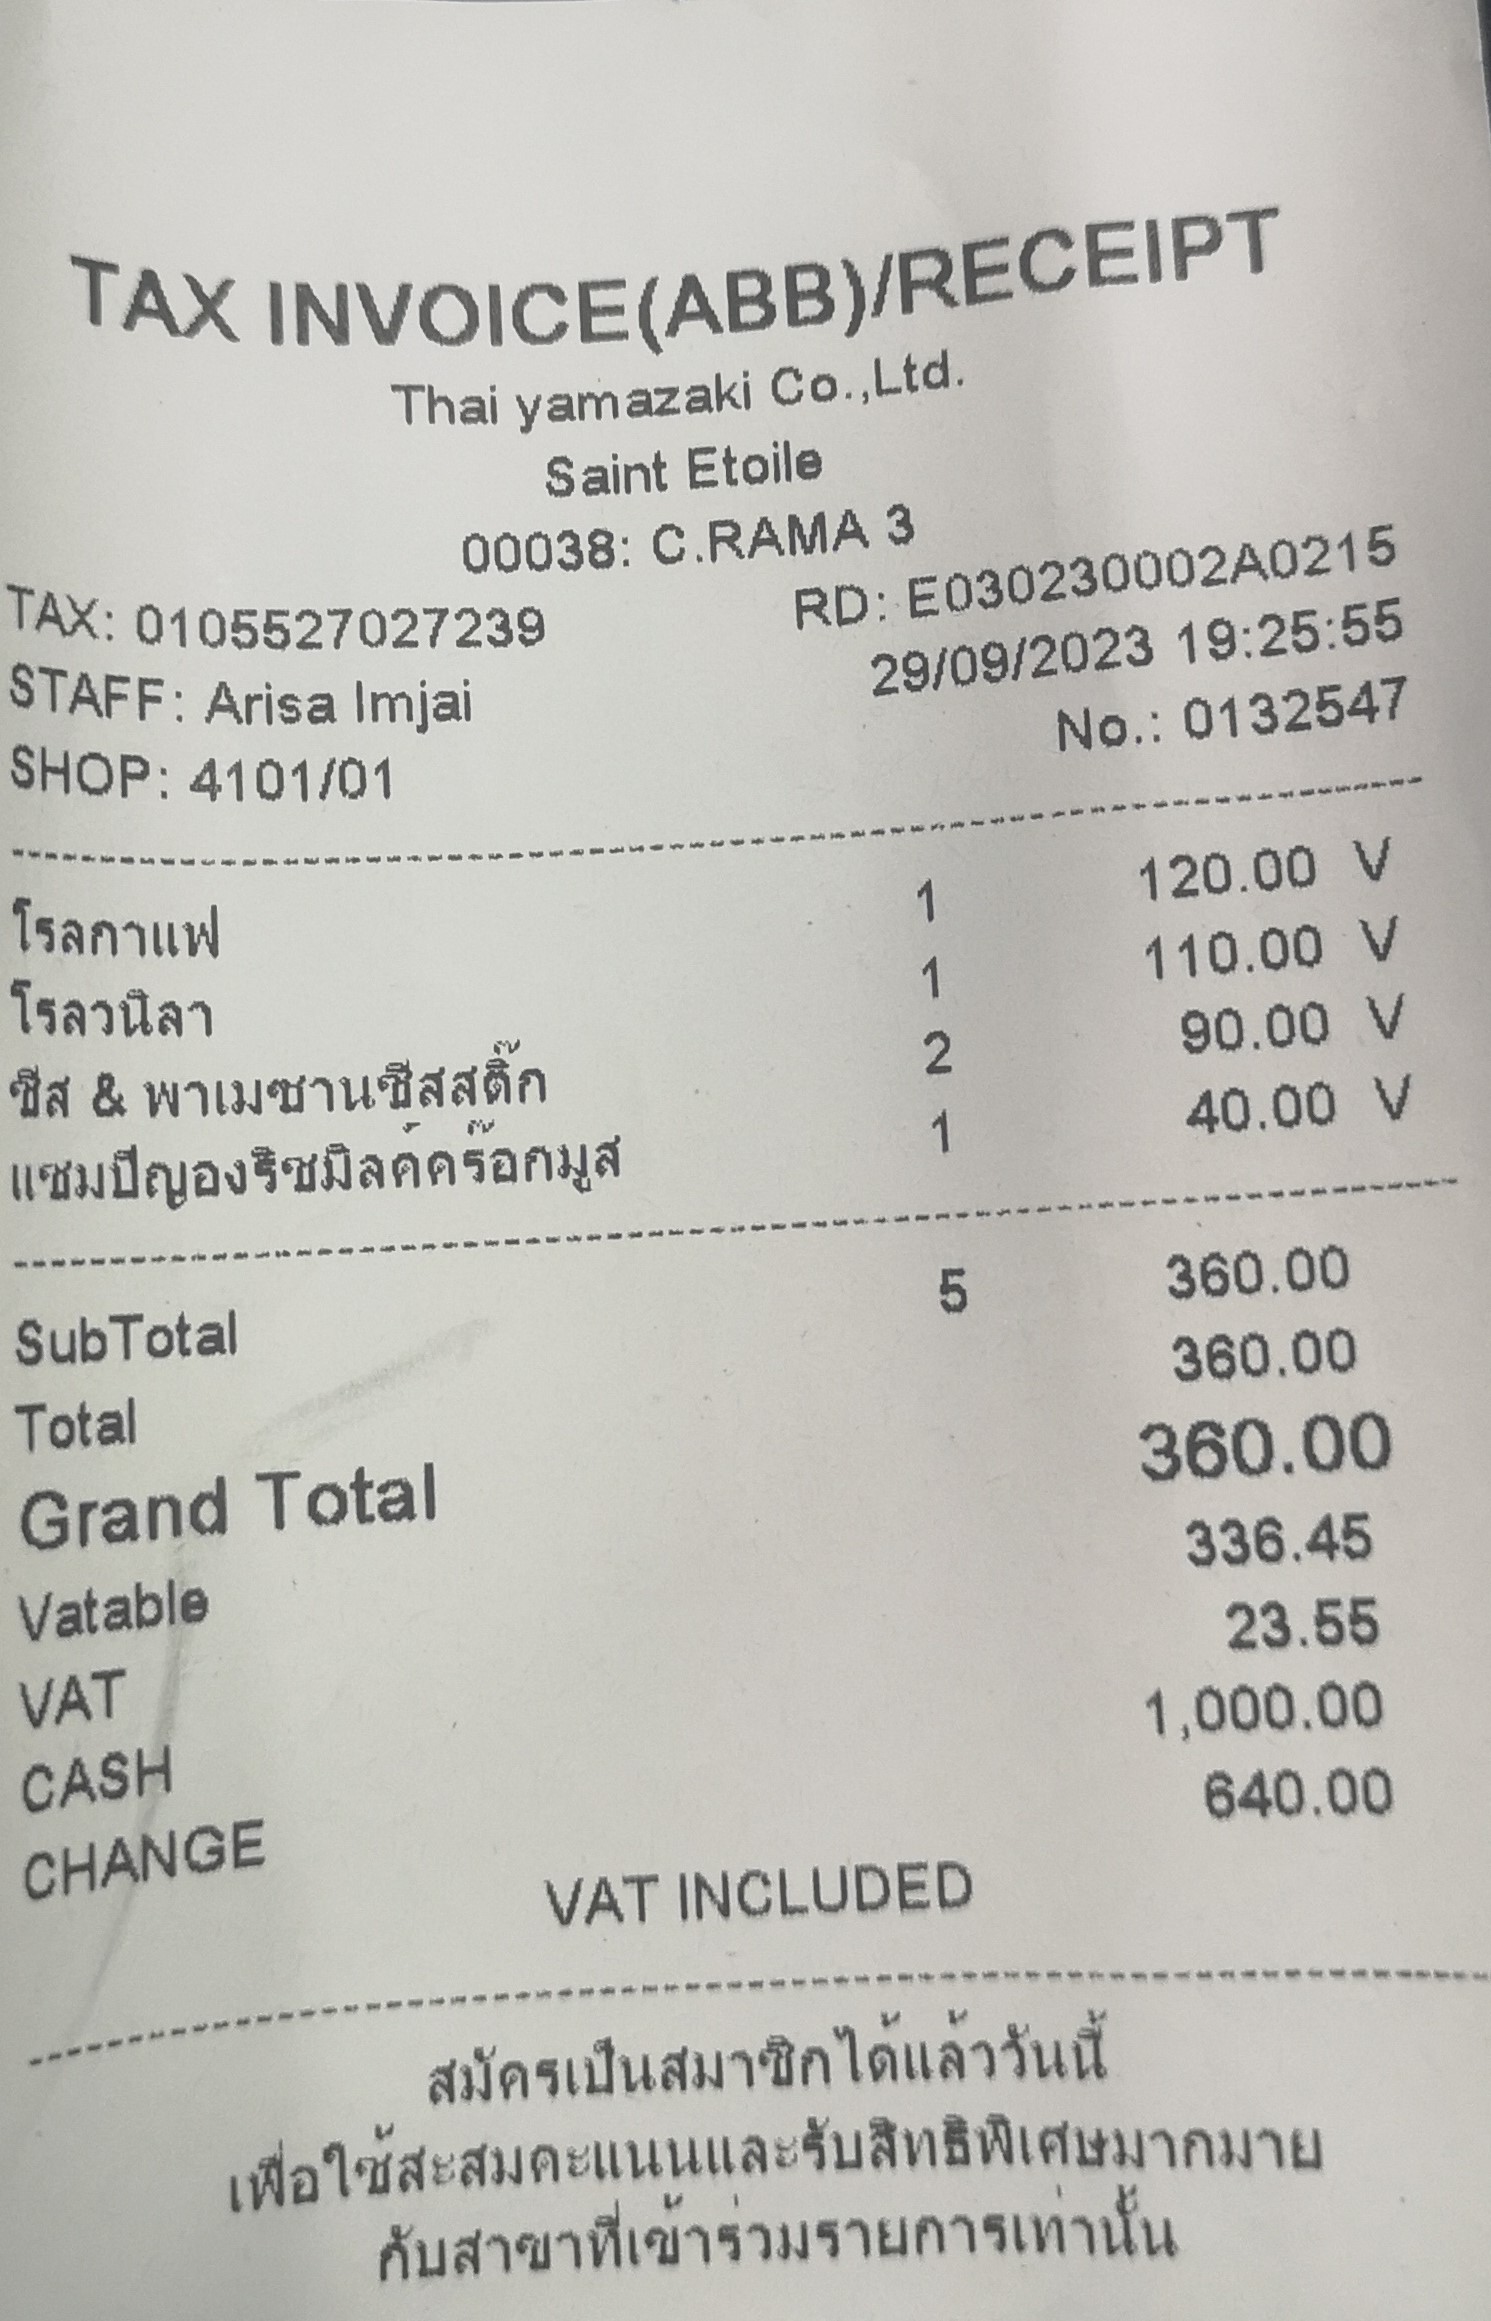 TAX INVOICE(ABB)/RECEIPT
Thai yamazaki Co.,Ltd.
Saint Etoile
00038: C.RAMA 3
TAX: 0105527027239 RD: E030230002A0215
STAFF: Arisa Imjai 29/09/2023 19:25:55
SHOP: 4101/01 No.: 0132547
โรลกาแฟ 1 120.00 V
โรลวนิลา 1 110.00 V
ชีส & พาเมซานชีสสติ๊ก 2 90.00 V
แชมปิญองริชมิลค์คร๊อกมูส 1 40.00 V
SubTotal 5 360.00
Total 360.00
Grand Total 360.00
Vatable 336.45
VAT 23.55
CASH 1,000.00
CHANGE 640.00
VAT INCLUDED
สมัครเป็นสมาชิกได้แล้ววันนี้
เพื่อใช้สะสมคะแนนและรับสิทธิพิเศษมากมาย
กับสาขาที่เข้าร่วมรายการเท่านั้น